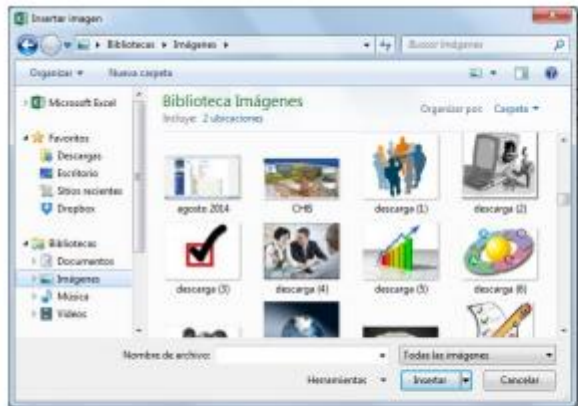 Insertar imagen
Bibliotecas ▸ Imágenes ▸
Buscar Imágenes
Organizar
Nueva carpeta
Microsoft Excel
Favoritos
Descargas
Escritorio
Sitios recientes
Dropbox
Bibliotecas
Documentos
Imágenes
Música
Vídeos
Biblioteca Imágenes
Incluye: 2 ubicaciones
Organizar por: Carpeta
agosto 2014
CHB
descarga (1)
descarga (2)
descarga (3)
descarga (4)
descarga (5)
descarga (6)
Nombre de archivo:
Todas las imágenes
Herramientas
Insertar
Cancelar